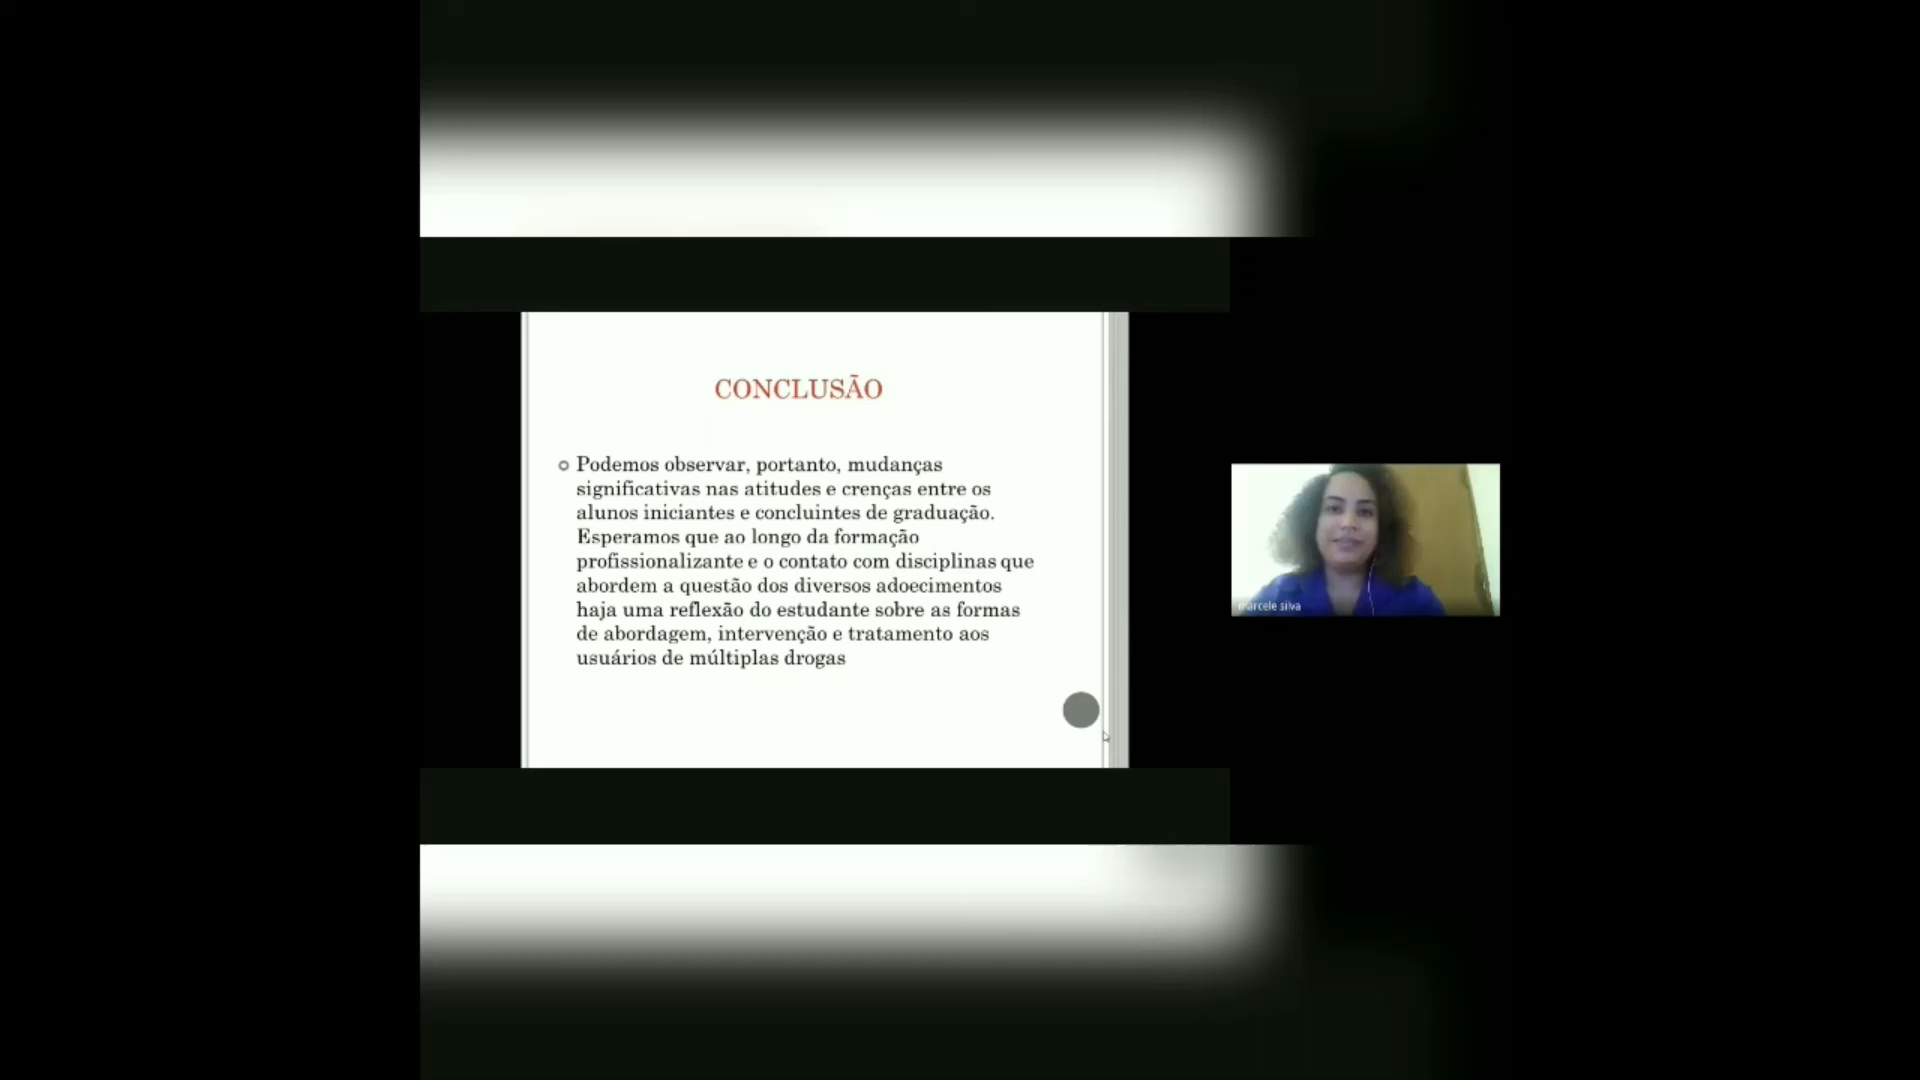 CONCLUSÃO
Podemos observar, portanto, mudanças
significativas nas atitudes e crenças entre os
alunos iniciantes e concluintes de graduação.
Esperamos que ao longo da formação
profissionalizante e o contato com disciplinas que
abordem a questão dos diversos adoecimentos
haja uma reflexão do estudante sobre as formas
de abordagem, intervenção e tratamento aos
usuários de múltiplas drogas
marcele silva